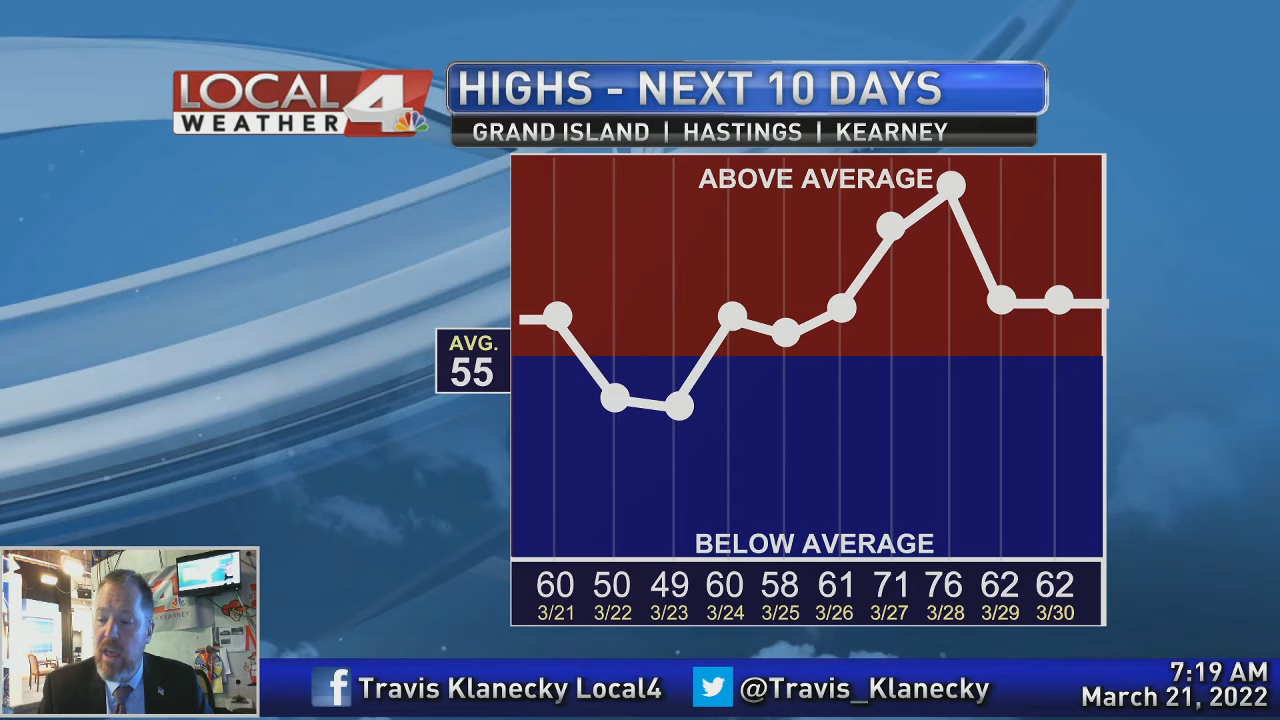 LOCAL 4
WEATHER
HIGHS - NEXT 10 DAYS
GRAND ISLAND | HASTINGS | KEARNEY
ABOVE AVERAGE
AVG.
55
BELOW AVERAGE
60 50 49 60 58 61 71 76 62 62
3/21 3/22 3/23 3/24 3/25 3/26 3/27 3/28 3/29 3/30
KEARNEY
f Travis Klanecky Local4
@Travis_Klanecky
7:19 AM
March 21, 2022